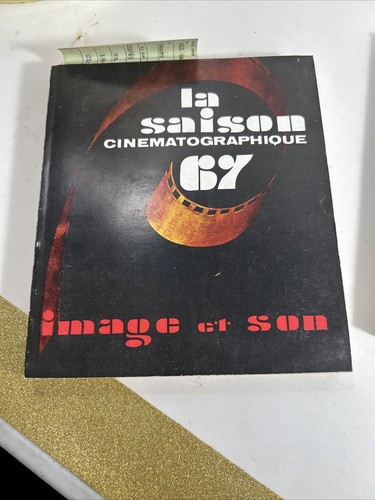 la
saison
CINEMATOGRAPHIQUE
67
image et son